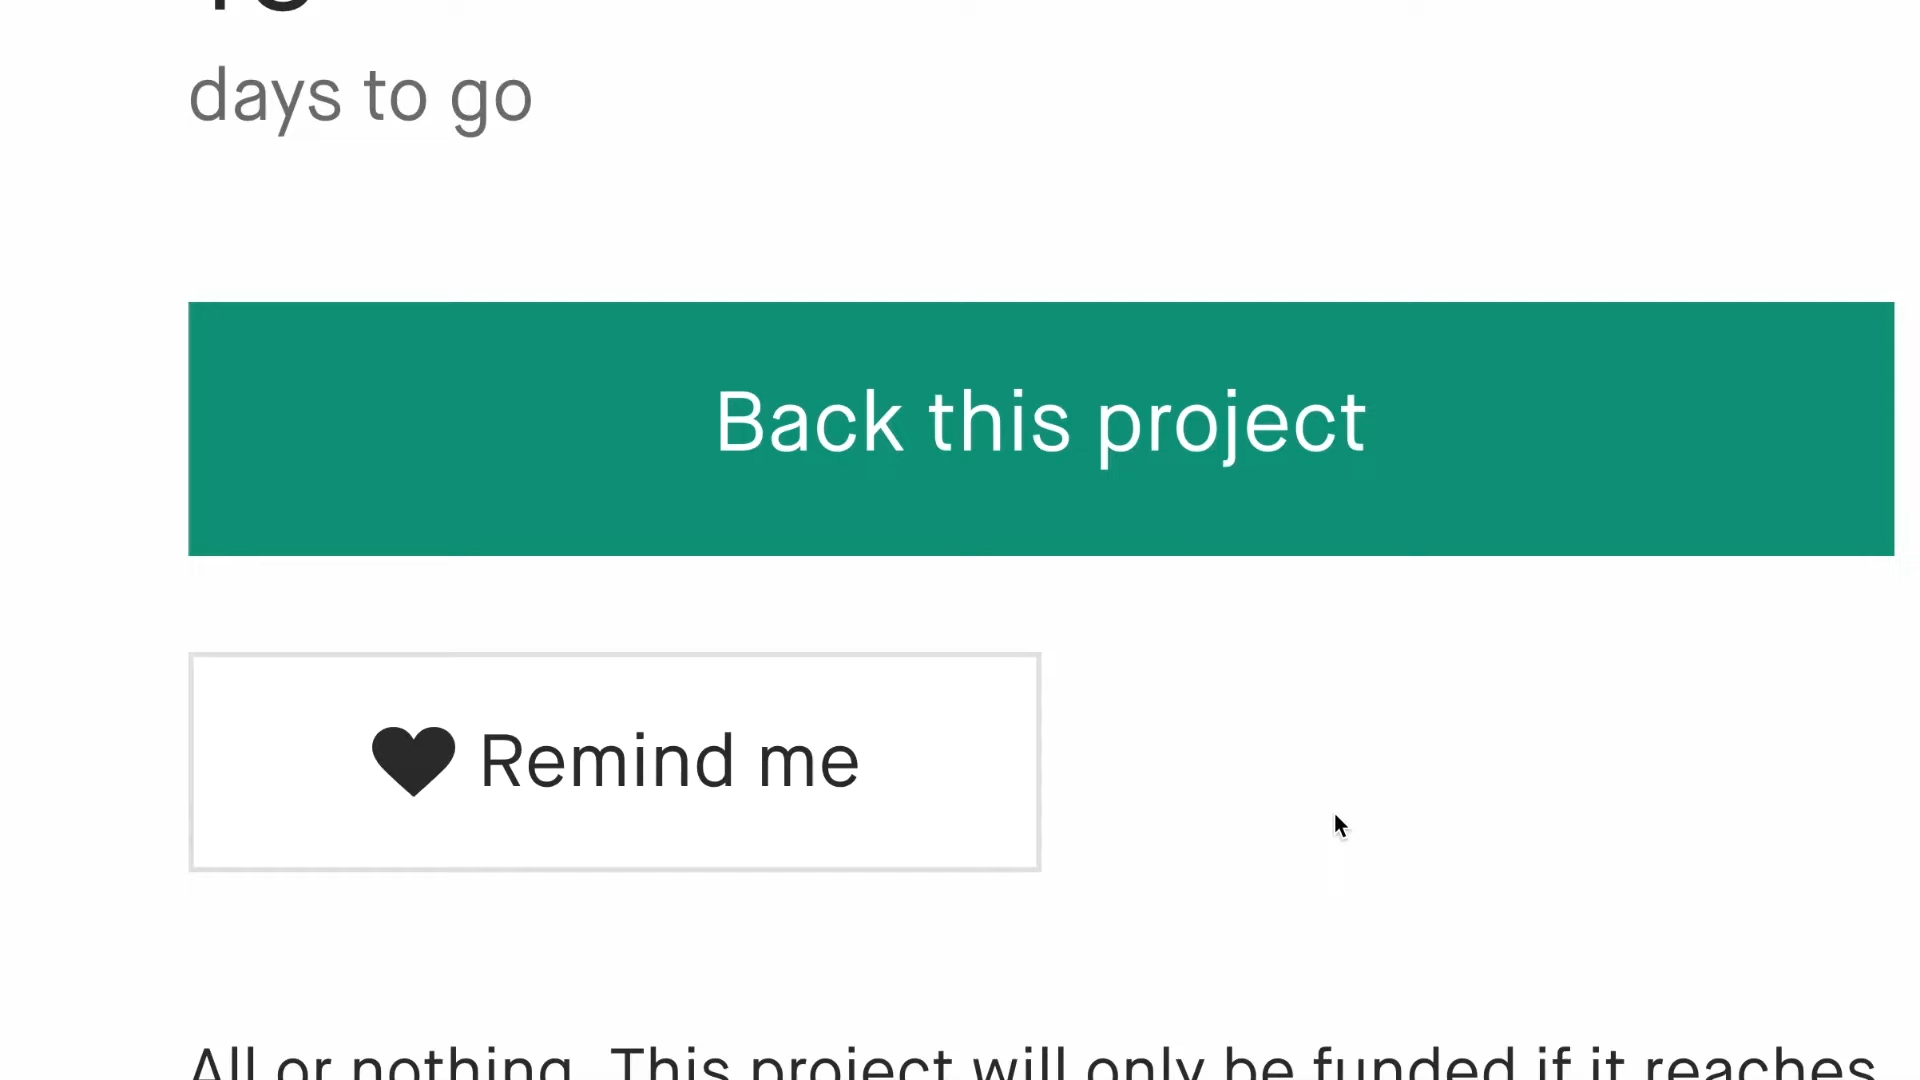 days to go
Back this project
Remind me
All or nothing. This project will only be funded if it reaches